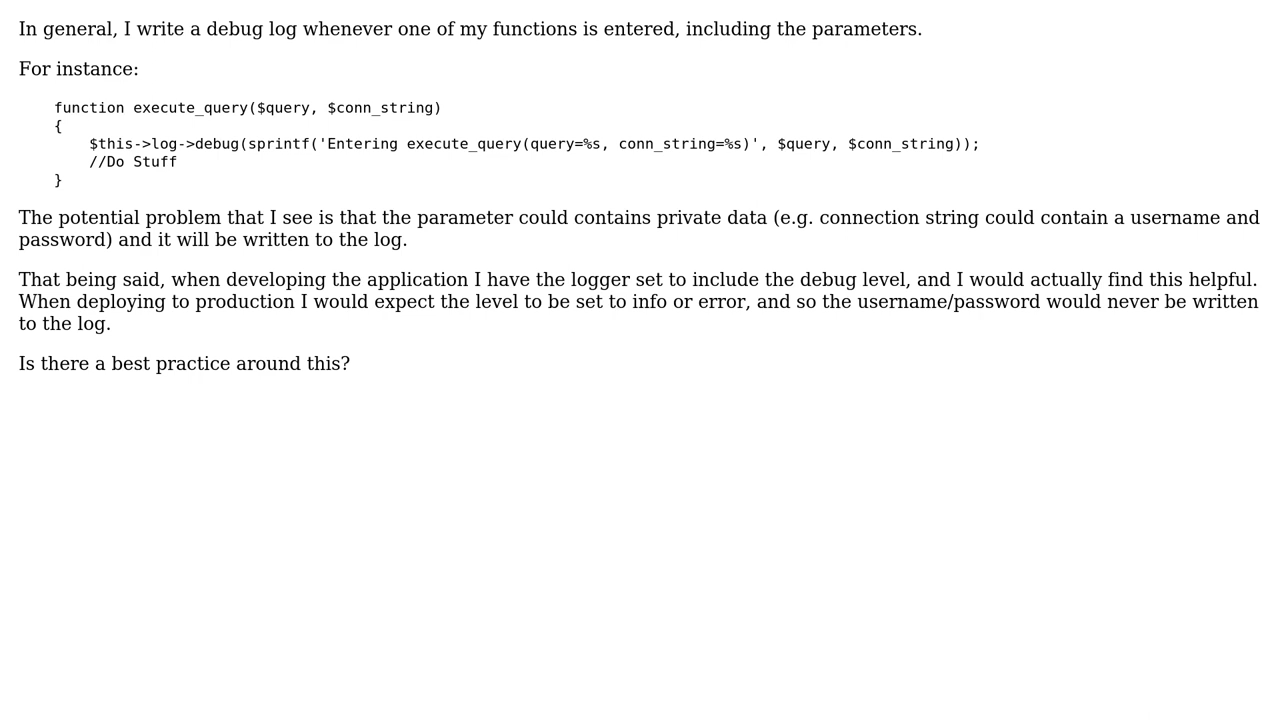 In general, I write a debug log whenever one of my functions is entered, including the parameters.
For instance:
function execute_query($query, $conn_string)
{
$this->log->debug(sprintf('Entering execute_query(query=%s, conn_string=%s)', $query, $conn_string));
//Do Stuff
}
The potential problem that I see is that the parameter could contains private data (e.g. connection string could contain a username and
password) and it will be written to the log.
That being said, when developing the application I have the logger set to include the debug level, and I would actually find this helpful.
When deploying to production I would expect the level to be set to info or error, and so the username/password would never be written
to the log.
Is there a best practice around this?